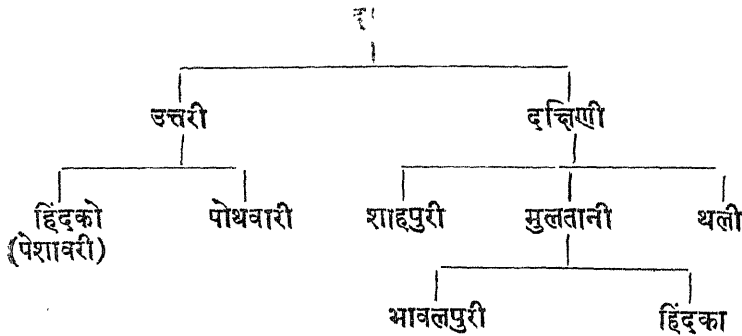 उत्तरी दक्षिणी
हिंदको पोथवारी शाहपुरी मुलतानी थली
(पेशावरी)
भावलपुरी हिंदका